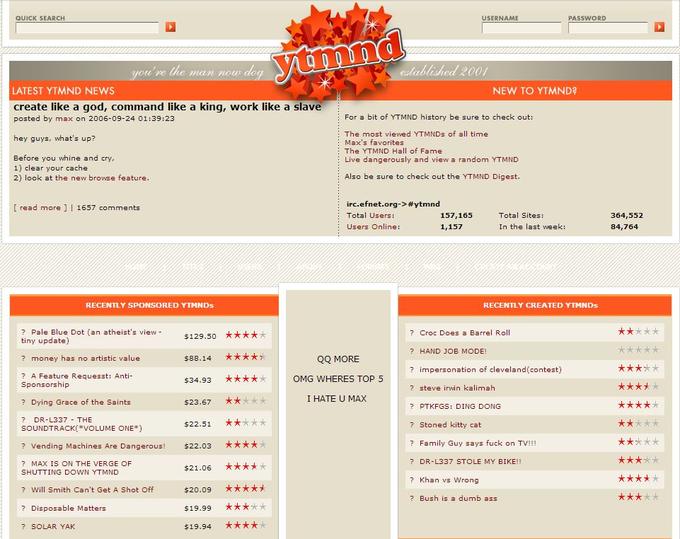 QUICK SEARCH
USERNAME
PASSWORD
ytmnd
you're the man now dog
established 2001
LATEST YTMND NEWS
create like a god, command like a king, work like a slave
posted by max on 2006-09-24 01:39:23
hey guys, what's up?
Before you whine and cry,
1) clear your cache
2) look at the new browse feature.
[ read more ] | 1657 comments
NEW TO YTMND?
For a bit of YTMND history be sure to check out:
The most viewed YTMNDs of all time
Max's favorites
The YTMND Hall of Fame
Live dangerously and view a random YTMND
Also be sure to check out the YTMND Digest.
irc.efnet.org->#ytmnd
Total Users: 157,165 Total Sites: 364,552
Users Online: 1,157 In the last week: 84,764
RECENTLY SPONSORED YTMNDs
? Pale Blue Dot (an atheist's view -
tiny update) $129.50
? money has no artistic value $88.14
? A Feature Requesst: Anti-
Sponsorship $34.93
? Dying Grace of the Saints $23.67
? DR-L337 - THE
SOUNDTRACK(*VOLUME ONE*) $22.51
? Vending Machines Are Dangerous! $22.03
? MAX IS ON THE VERGE OF
SHUTTING DOWN YTMND $21.06
? Will Smith Can't Get A Shot Off $20.09
? Disposable Matters $19.99
? SOLAR YAK $19.94
QQ MORE
OMG WHERES TOP 5
I HATE U MAX
RECENTLY CREATED YTMNDs
? Croc Does a Barrel Roll
? HAND JOB MODE!
? impersonation of cleveland(contest)
? steve irwin kalimah
? PTKFGS: DING DONG
? Stoned kitty cat
? Family Guy says fuck on TV!!!
? DR-L337 STOLE MY BIKE!!
? Khan vs Wrong
? Bush is a dumb ass